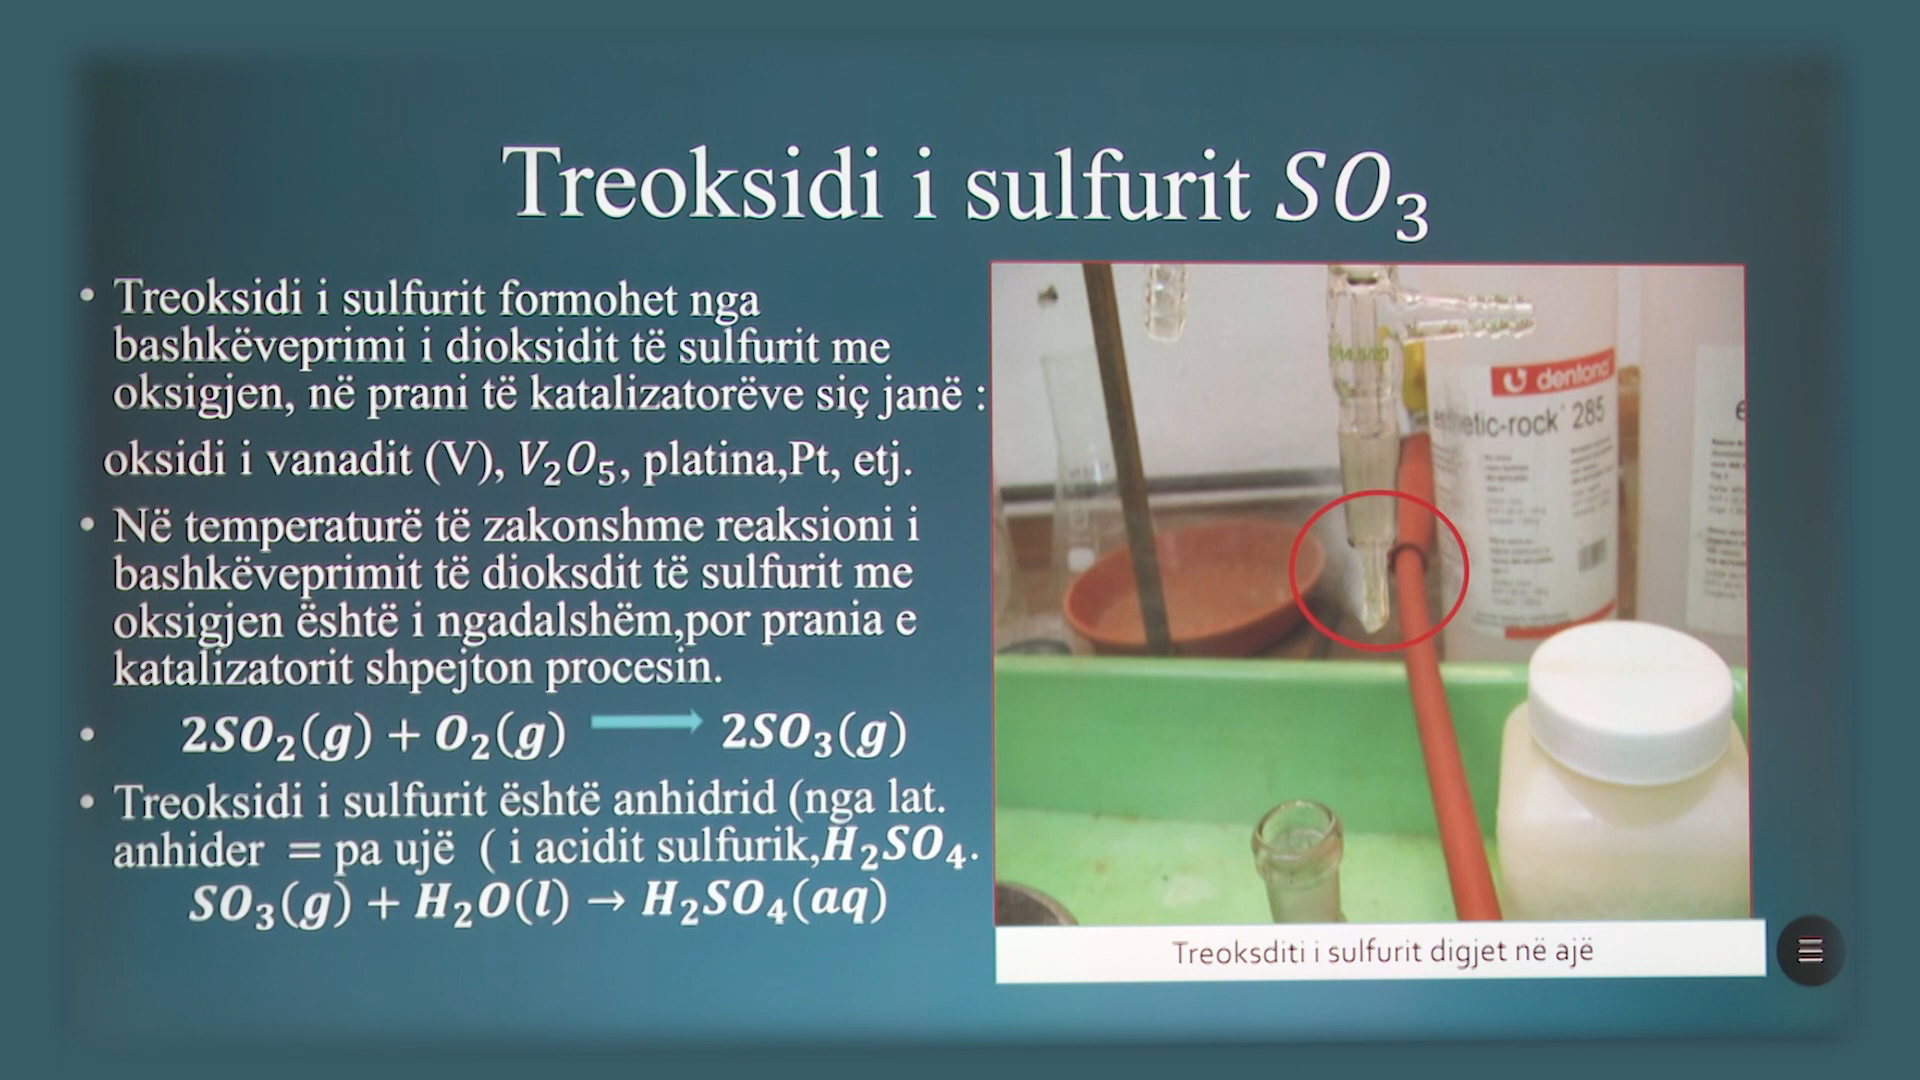 Treoksidi i sulfurit SO₃
• Treoksidi i sulfurit formohet nga
bashkëveprimi i dioksidit të sulfurit me
oksigjen, në prani të katalizatorëve siç janë :
oksidi i vanadit (V), V₂O₅, platina,Pt, etj.
• Në temperaturë të zakonshme reaksioni i
bashkëveprimit të dioksdit të sulfurit me
oksigjen është i ngadalshëm,por prania e
katalizatorit shpejton procesin.
• 2SO₂(g) + O₂(g) → 2SO₃(g)
• Treoksidi i sulfurit është anhidrid (nga lat.
anhider = pa ujë ( i acidit sulfurik,H₂SO₄.
SO₃(g) + H₂O(l) → H₂SO₄(aq)
dentona
285
Treoksditi i sulfurit digjet në ajë